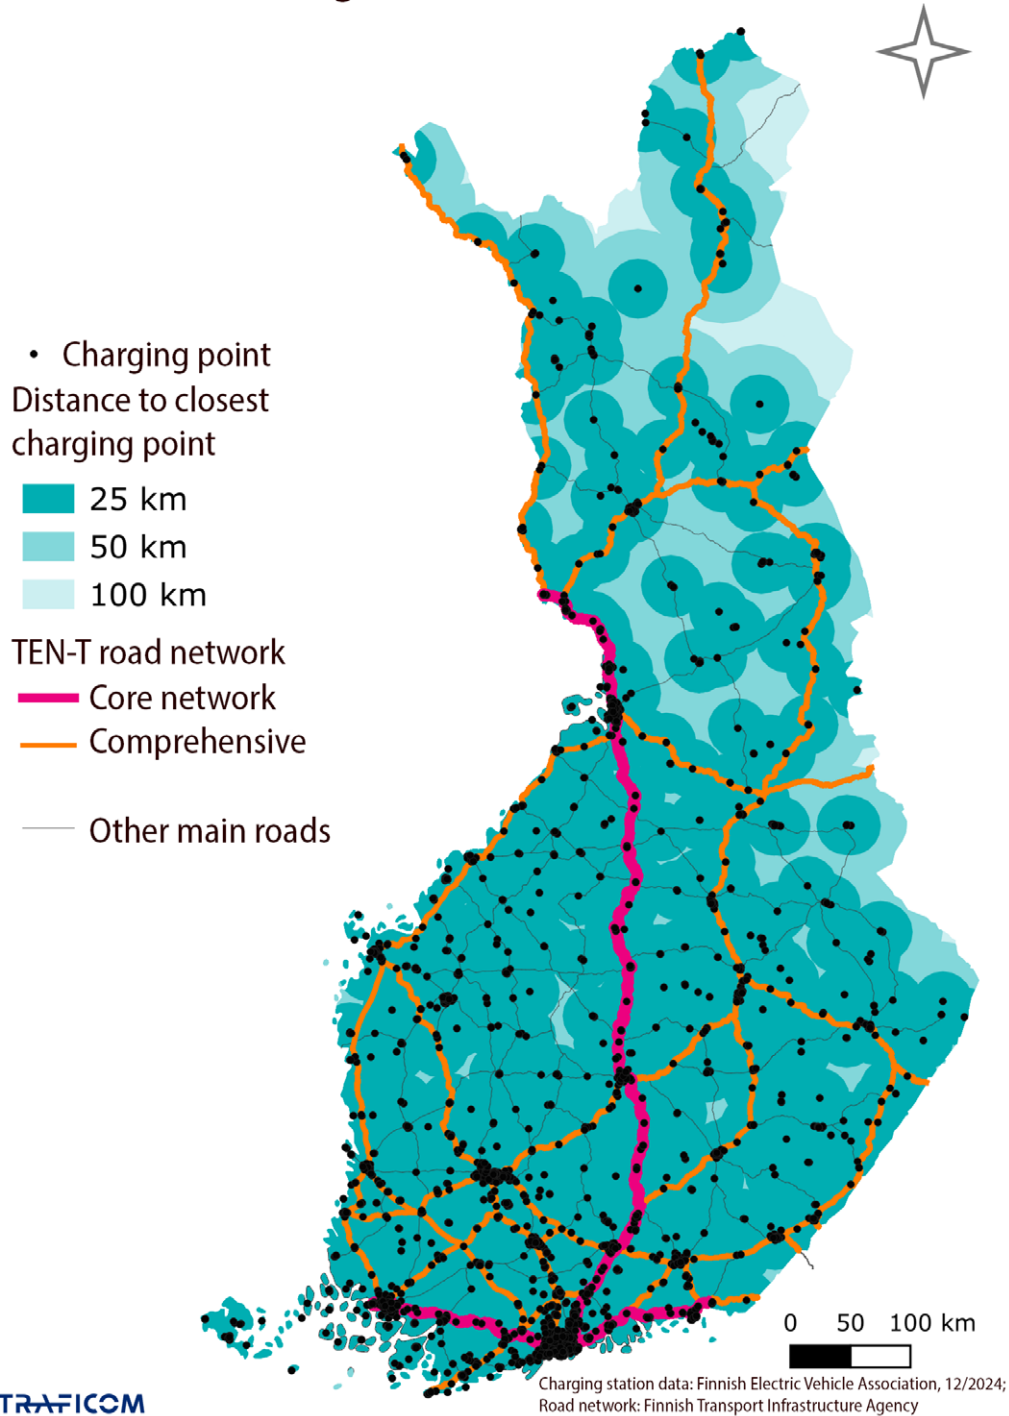 Charging point
Distance to closest
charging point
25 km
50 km
100 km
TEN-T road network
Core network
Comprehensive
Other main roads
0 50 100 km
TRAFICOM
Charging station data: Finnish Electric Vehicle Association, 12/2024;
Road network: Finnish Transport Infrastructure Agency